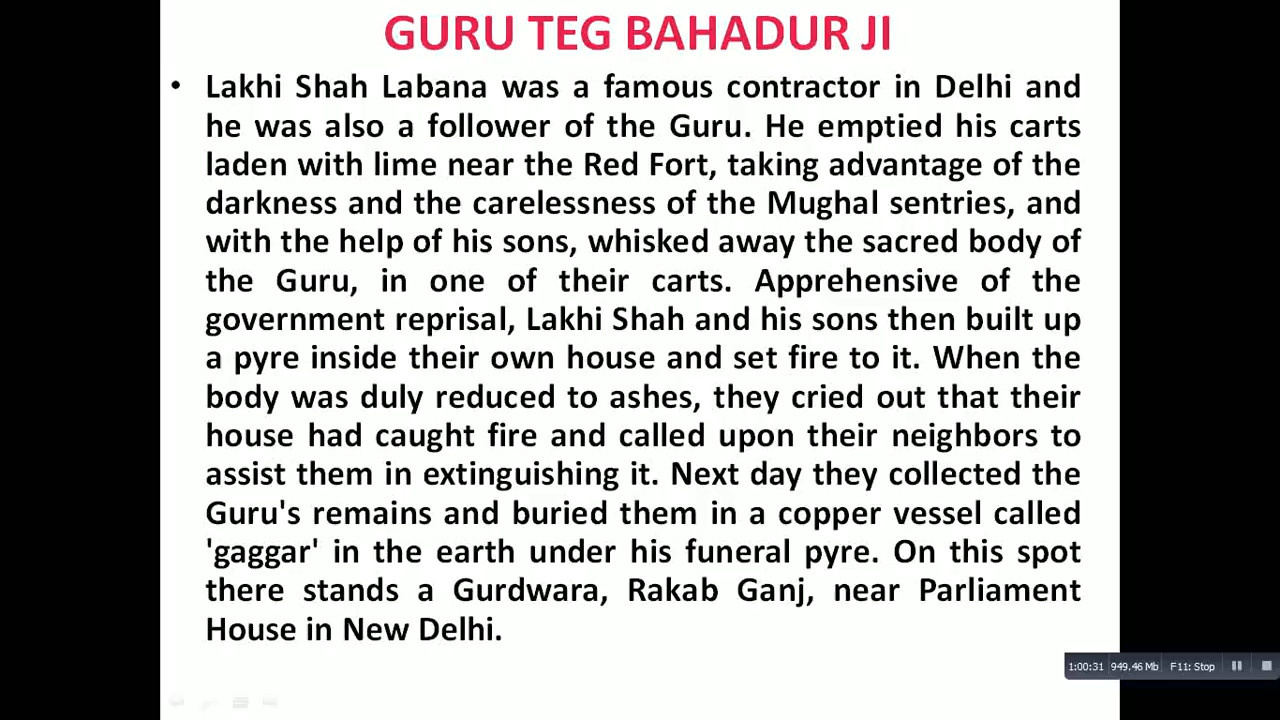 GURU TEG BAHADUR JI
• Lakhi Shah Labana was a famous contractor in Delhi and
he was also a follower of the Guru. He emptied his carts
laden with lime near the Red Fort, taking advantage of the
darkness and the carelessness of the Mughal sentries, and
with the help of his sons, whisked away the sacred body of
the Guru, in one of their carts. Apprehensive of the
government reprisal, Lakhi Shah and his sons then built up
a pyre inside their own house and set fire to it. When the
body was duly reduced to ashes, they cried out that their
house had caught fire and called upon their neighbors to
assist them in extinguishing it. Next day they collected the
Guru's remains and buried them in a copper vessel called
'gaggar' in the earth under his funeral pyre. On this spot
there stands a Gurdwara, Rakab Ganj, near Parliament
House in New Delhi.
1:00:31 949.46 Mb F11: Stop